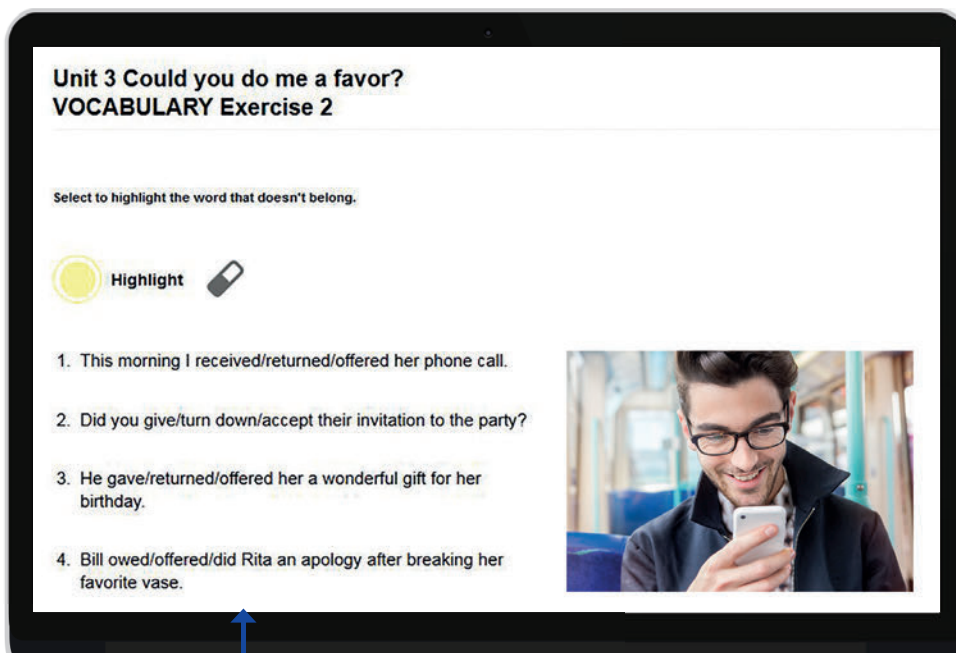 Unit 3 Could you do me a favor?
VOCABULARY Exercise 2
Select to highlight the word that doesn't belong.
Highlight
1. This morning I received/returned/offered her phone call.
2. Did you give/turn down/accept their invitation to the party?
3. He gave/returned/offered her a wonderful gift for her
birthday.
4. Bill owed/offered/did Rita an apology after breaking her
favorite vase.